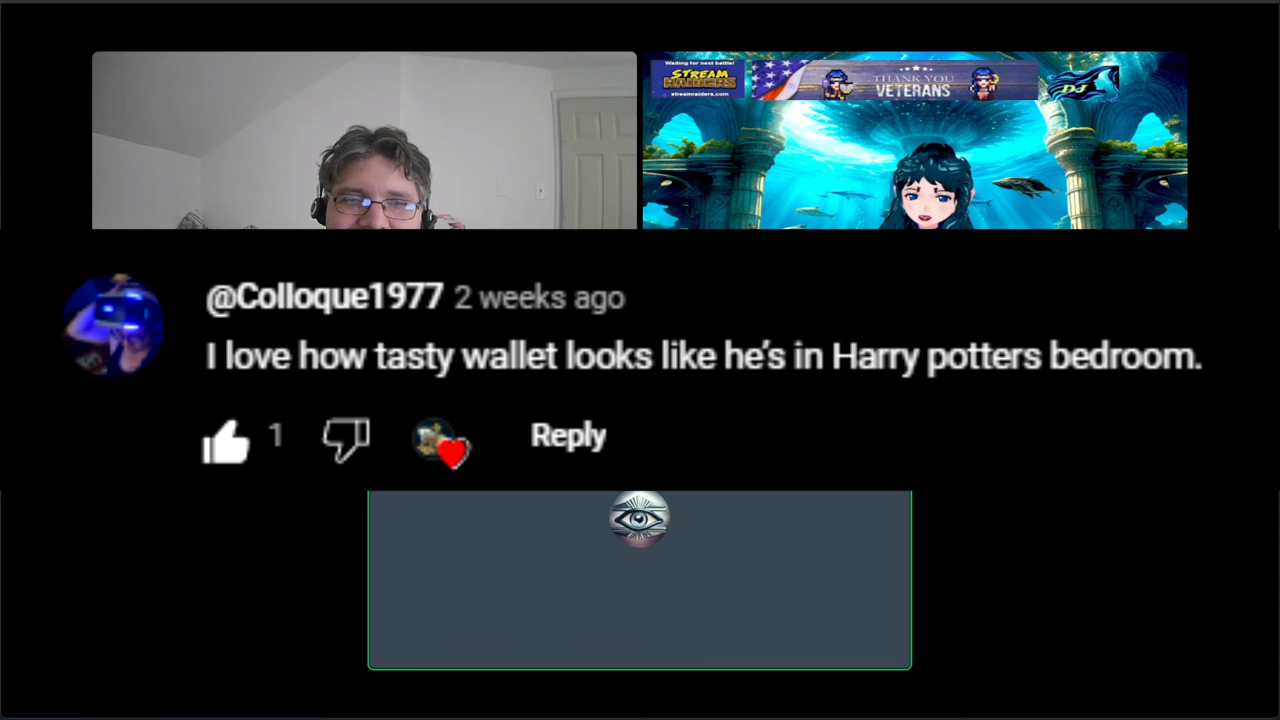 Waiting for next battle!
STREAM
RAIDERS
streamraiders.com
THANK YOU
VETERANS
DJ
@Colloque1977 2 weeks ago
I love how tasty wallet looks like he's in Harry potters bedroom.
1
Reply